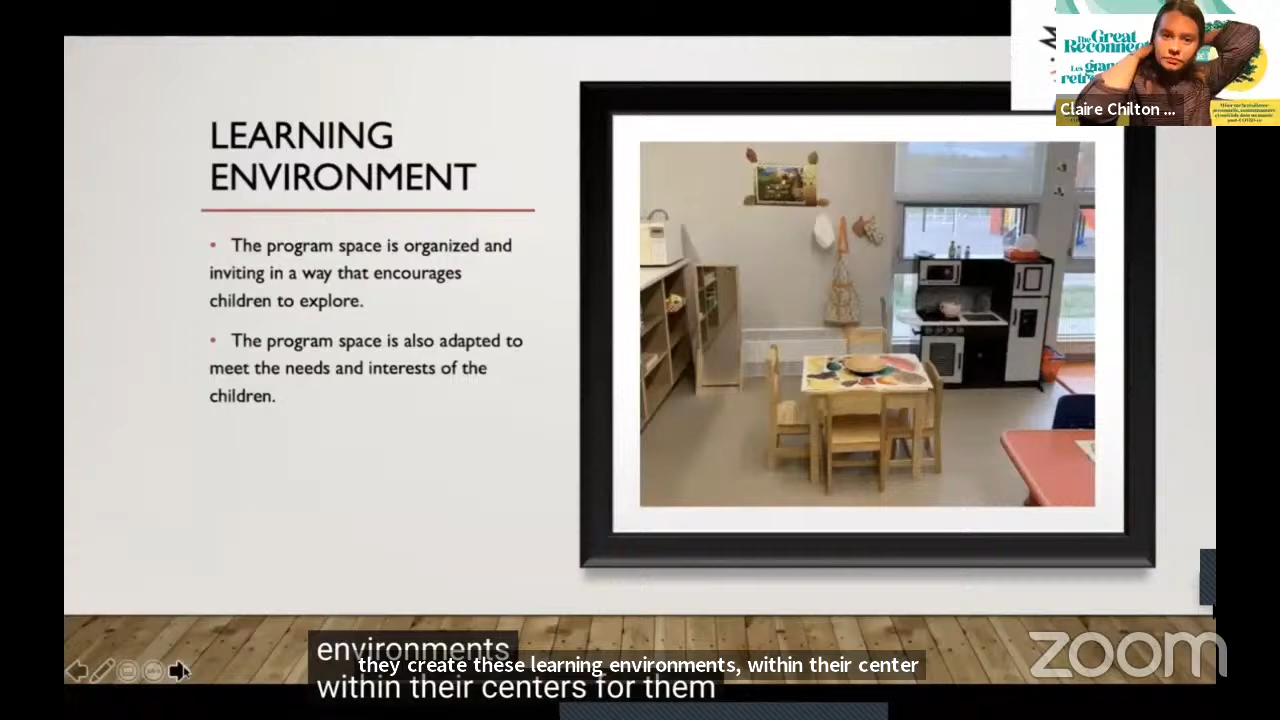 LEARNING
ENVIRONMENT
• The program space is organized and
inviting in a way that encourages
children to explore.
• The program space is also adapted to
meet the needs and interests of the
children.
The Great
Reconnec
Les gran
retr
Claire Chilton ...
environments
they create these learning environments, within their center
within their centers for them
zoom